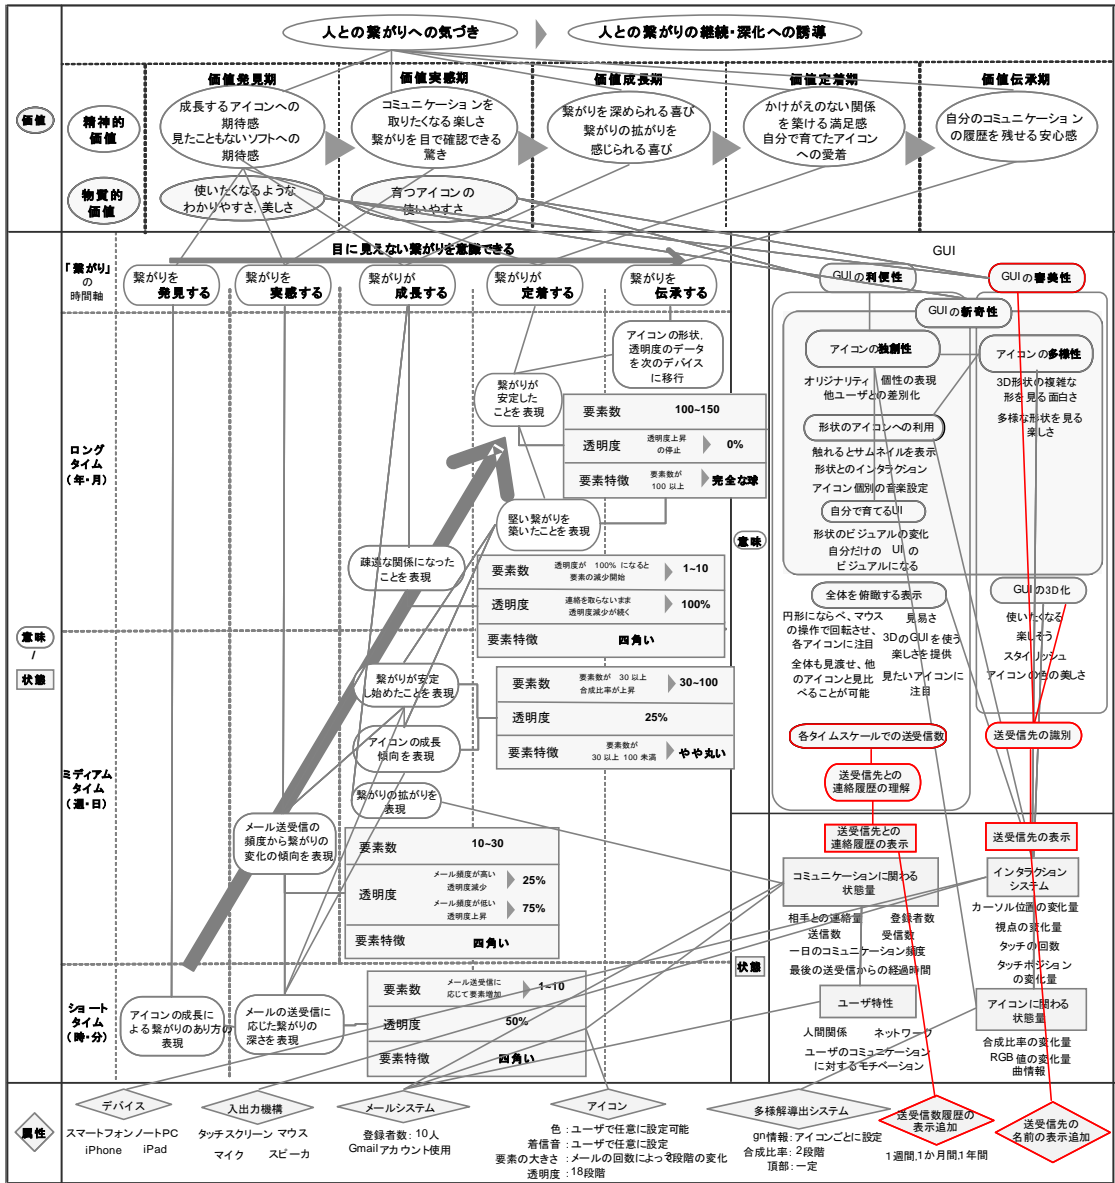 人との繋がりへの気づき
人との繋がりの継続・深化への誘導
価値
精神的
価値
物質的
価値
価値発見期
価値実感期
価値成長期
価値定着期
価値伝承期
成長するアイコンへの
期待感
見たこともないソフトへの
期待感
コミュニケーションを
取りたくなる楽しさ
繋がりを目で確認できる
驚き
繋がりを深められる喜び
繋がりの拡がりを
感じられる喜び
かけがえのない関係
を築ける満足感
自分で育てたアイコン
への愛着
自分のコミュニケーション
の履歴を残せる安心感
使いたくなるような
わかりやすさ,美しさ
育つアイコンの
使いやすさ
目に見えない繋がりを意識できる
「繋がり」
の
時間軸
繋がりを
発見する
繋がりを
実感する
繋がりが
成長する
繋がりが
定着する
繋がりを
伝承する
意味
/
状態
ロング
タイム
(年・月)
アイコンの形状,
透明度のデータ
を次のデバイス
に移行
繋がりが
安定した
ことを表現
要素数 100~150
透明度 透明度上昇
の停止 0%
要素特徴 要素数が
100 以上 完全な球
堅い繋がりを
築いたことを表現
疎遠な関係になった
ことを表現
要素数 透明度が 100% になると
要素の減少開始 1~10
透明度 連絡を取らないまま
透明度減少が続く 100%
要素特徴 四角い
ミディアム
タイム
(週・日)
繋がりが安定
し始めたことを表現
アイコンの成長
傾向を表現
繋がりの拡がりを
表現
要素数 要素数が 30 以上
合成比率が上昇 30~100
透明度 25%
要素特徴 要素数が
30 以上 100 未満 やや丸い
メール送受信の
頻度から繋がりの
変化の傾向を表現
要素数 10~30
透明度 メール頻度が高い
透明度減少 25%
メール頻度が低い
透明度上昇 75%
要素特徴 四角い
ショート
タイム
(時・分)
アイコンの成長に
よる繋がりのあり方の
表現
メールの送受信に
応じた繋がりの
深さを表現
要素数 メール送受信に
応じて要素増加 1~10
透明度 50%
要素特徴 四角い
意味
GUI
GUIの利便性
GUIの審美性
GUIの新奇性
アイコンの独創性
オリジナリティ 個性の表現
他ユーザとの差別化
アイコンの多様性
3D形状の複雑な
形を見る面白さ
多様な形状を見る
楽しさ
形状のアイコンへの利用
触れるとサムネイルを表示
形状とのインタラクション
アイコン個別の音楽設定
自分で育てるUI
形状のビジュアルの変化
自分だけの UI の
ビジュアルになる
全体を俯瞰する表示
円形にならべ、マウス
の操作で回転させ、
各アイコンに注目
全体も見渡せ、他
のアイコンと見比
べることが可能
見易さ
3DのGUIを使う
楽しさを提供
見たいアイコンに
注目
GUIの3D化
使いたくなる
楽しそう
スタイリッシュ
アイコンの色の美しさ
各タイムスケールでの送受信数
送受信先の識別
送受信先との
連絡履歴の理解
状態
送受信先との
連絡履歴の表示
送受信先の表示
コミュニケーションに関わる
状態量
相手との連絡量 登録者数
送信数 受信数
一日のコミュニケーション頻度
最後の送受信からの経過時間
インタラクション
システム
カーソル位置の変化量
視点の変化量
タッチの回数
タッチポジション
の変化量
ユーザ特性
人間関係 ネットワーク
ユーザのコミュニケーション
に対するモチベーション
アイコンに関わる
状態量
合成比率の変化量
RGB値の変化量
曲情報
属性
デバイス
スマートフォン ノートPC
iPhone iPad
入出力機構
タッチスクリーン マウス
マイク スピーカ
メールシステム
登録者数: 10人
Gmailアカウント使用
アイコン
色:ユーザで任意に設定可能
着信音:ユーザで任意に設定
要素の大きさ:メールの回数によって3段階の変化
透明度:18段階
多様解導出システム
gn情報:アイコンごとに設定
合成比率:2段階
頂部:一定
送受信数履歴の
表示追加
1週間,1か月間,1年間
送受信先の
名前の表示追加